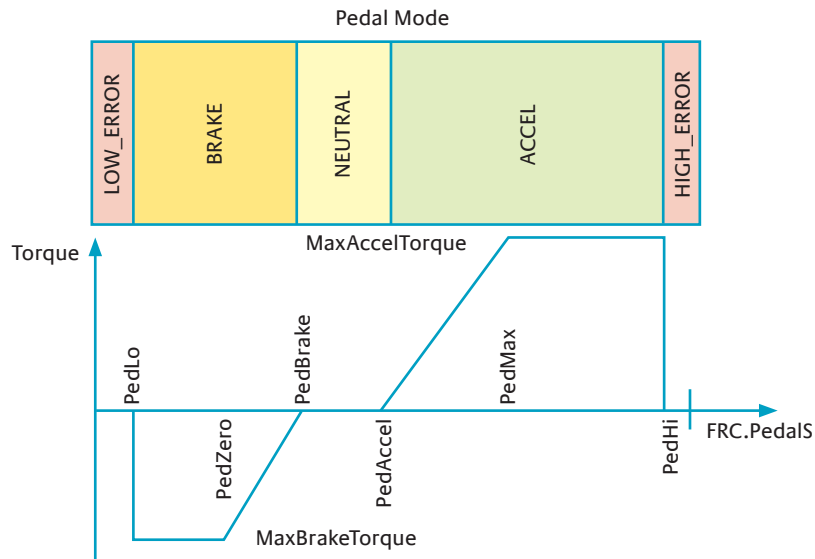 Pedal Mode
LOW_ERROR
BRAKE
NEUTRAL
ACCEL
HIGH_ERROR
Torque
MaxAccelTorque
PedLo
PedZero
PedBrake
PedAccel
PedMax
PedHi
FRC.PedalS
MaxBrakeTorque